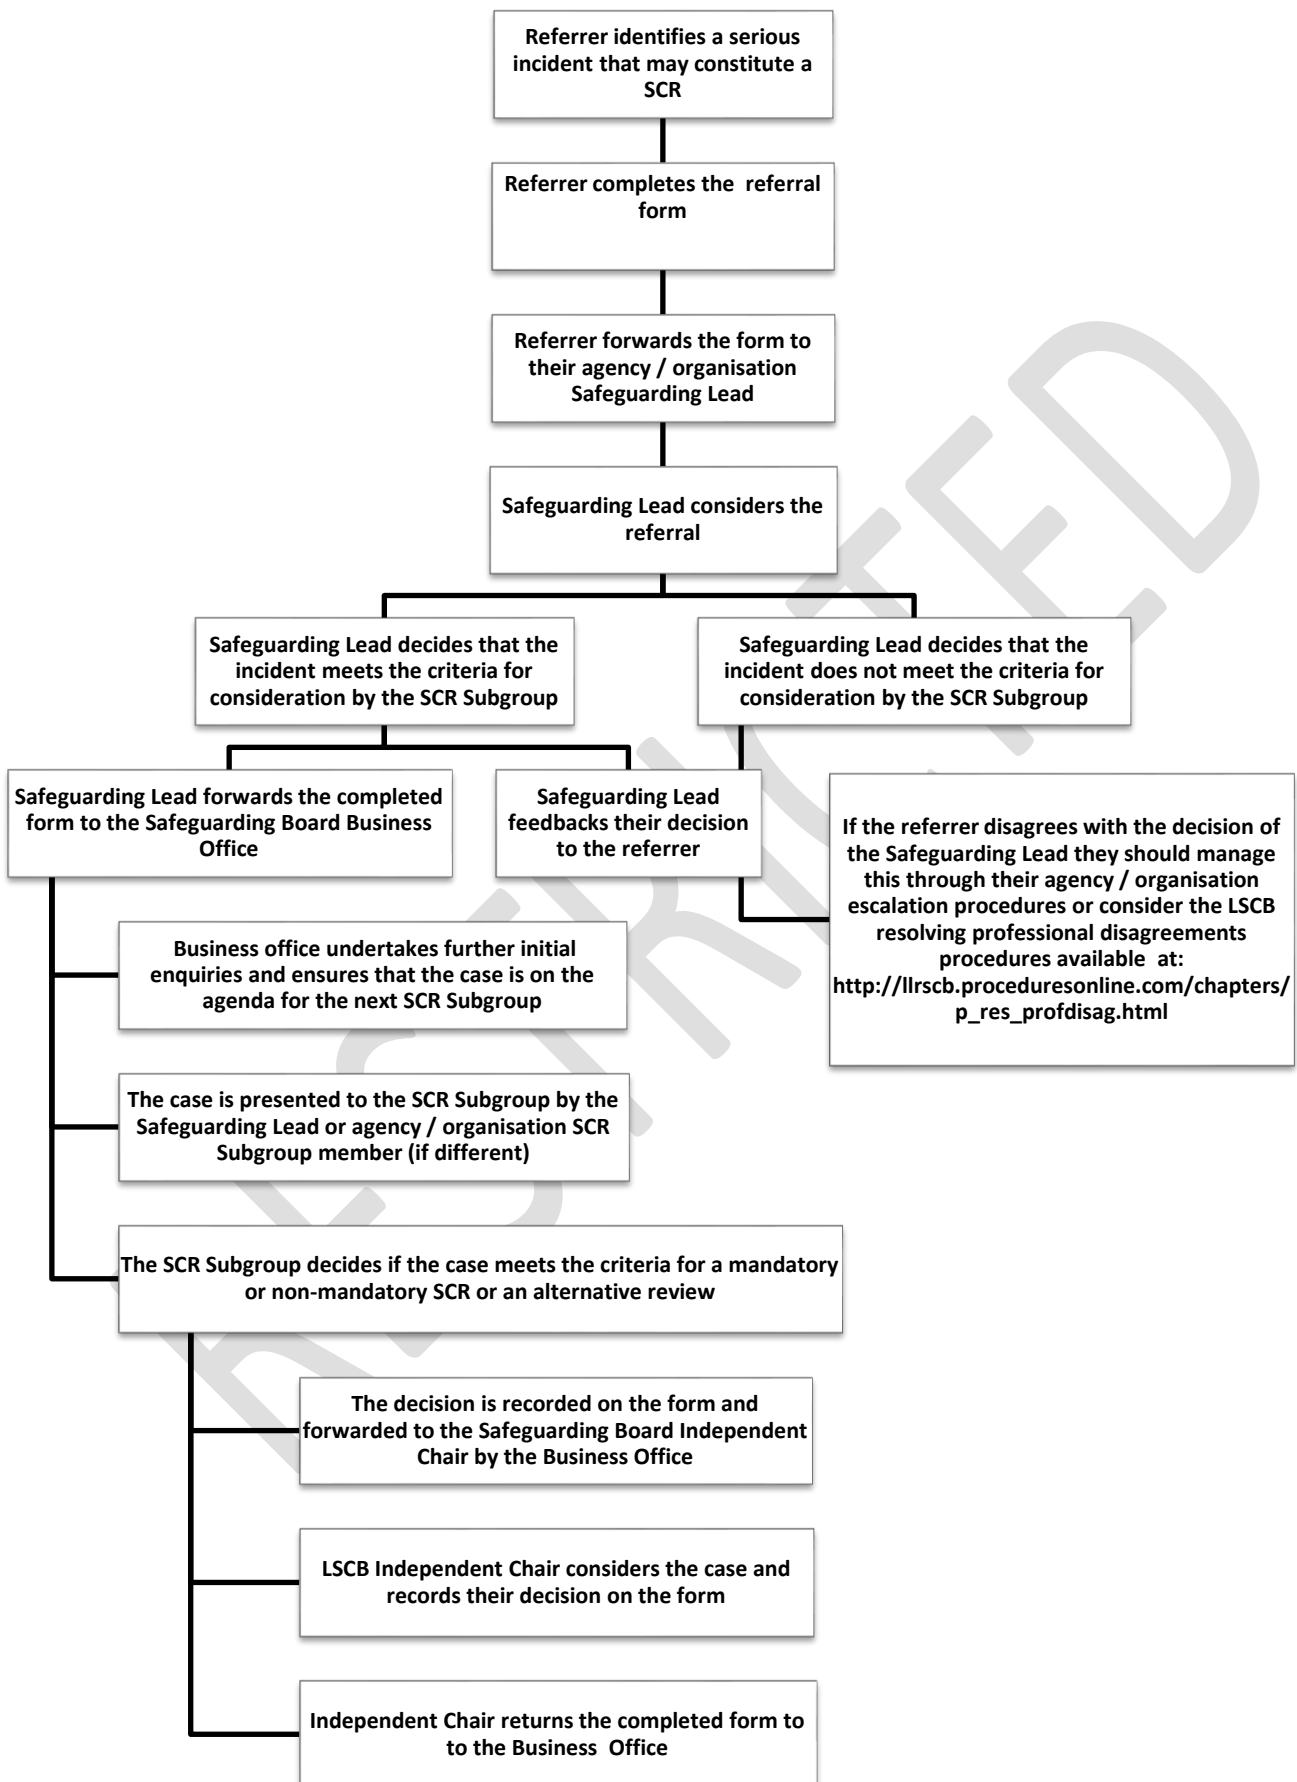 Referrer identifies a serious
incident that may constitute a
SCR
Referrer completes the referral
form
Referrer forwards the form to
their agency / organisation
Safeguarding Lead
Safeguarding Lead considers the
referral
Safeguarding Lead decides that the
incident meets the criteria for
consideration by the SCR Subgroup
Safeguarding Lead decides that the
incident does not meet the criteria for
consideration by the SCR Subgroup
Safeguarding Lead forwards the completed
form to the Safeguarding Board Business
Office
Safeguarding Lead
feedbacks their decision
to the referrer
If the referrer disagrees with the decision of
the Safeguarding Lead they should manage
this through their agency / organisation
escalation procedures or consider the LSCB
resolving professional disagreements
procedures available at:
http://llrscb.proceduresonline.com/chapters/
p_res_profdisag.html
Business office undertakes further initial
enquiries and ensures that the case is on the
agenda for the next SCR Subgroup
The case is presented to the SCR Subgroup by the
Safeguarding Lead or agency / organisation SCR
Subgroup member (if different)
The SCR Subgroup decides if the case meets the criteria for a mandatory
or non-mandatory SCR or an alternative review
The decision is recorded on the form and
forwarded to the Safeguarding Board Independent
Chair by the Business Office
LSCB Independent Chair considers the case and
records their decision on the form
Independent Chair returns the completed form to
to the Business Office
RESTRICTED